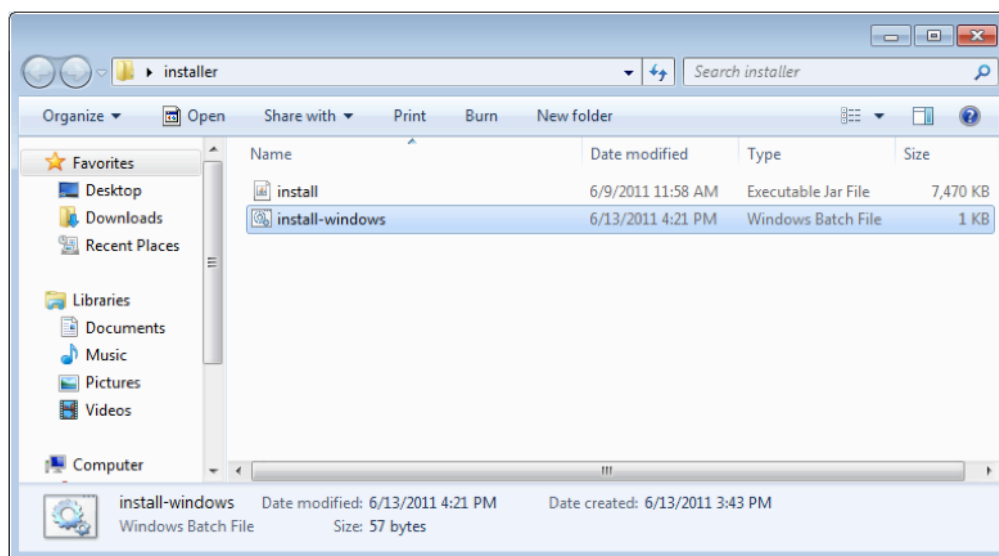 installer
Search installer
Organize Open Share with Print Burn New folder
Name Date modified Type Size
Favorites
Desktop
Downloads
Recent Places
Libraries
Documents
Music
Pictures
Videos
Computer
install 6/9/2011 11:58 AM Executable Jar File 7,470 KB
install-windows 6/13/2011 4:21 PM Windows Batch File 1 KB
install-windows Date modified: 6/13/2011 4:21 PM Date created: 6/13/2011 3:43 PM
Windows Batch File Size: 57 bytes